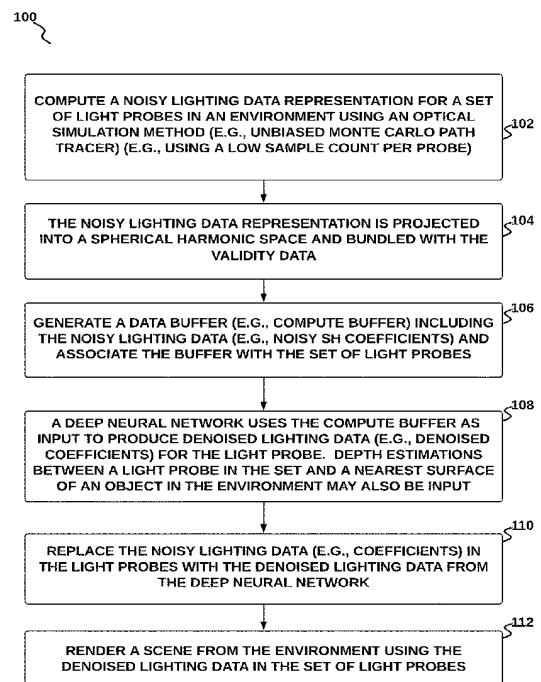 100
COMPUTE A NOISY LIGHTING DATA REPRESENTATION FOR A SET
OF LIGHT PROBES IN AN ENVIRONMENT USING AN OPTICAL
SIMULATION METHOD (E.G., UNBIASED MONTE CARLO PATH
TRACER) (E.G., USING A LOW SAMPLE COUNT PER PROBE)
102
THE NOISY LIGHTING DATA REPRESENTATION IS PROJECTED
INTO A SPHERICAL HARMONIC SPACE AND BUNDLED WITH THE
VALIDITY DATA
104
GENERATE A DATA BUFFER (E.G., COMPUTE BUFFER) INCLUDING
THE NOISY LIGHTING DATA (E.G., NOISY SH COEFFICIENTS) AND
ASSOCIATE THE BUFFER WITH THE SET OF LIGHT PROBES
106
A DEEP NEURAL NETWORK USES THE COMPUTE BUFFER AS
INPUT TO PRODUCE DENOISED LIGHTING DATA (E.G., DENOISED
COEFFICIENTS) FOR THE LIGHT PROBE. DEPTH ESTIMATIONS
BETWEEN A LIGHT PROBE IN THE SET AND A NEAREST SURFACE
OF AN OBJECT IN THE ENVIRONMENT MAY ALSO BE INPUT
108
REPLACE THE NOISY LIGHTING DATA (E.G., COEFFICIENTS) IN
THE LIGHT PROBES WITH THE DENOISED LIGHTING DATA FROM
THE DEEP NEURAL NETWORK
110
RENDER A SCENE FROM THE ENVIRONMENT USING THE
DENOISED LIGHTING DATA IN THE SET OF LIGHT PROBES
112